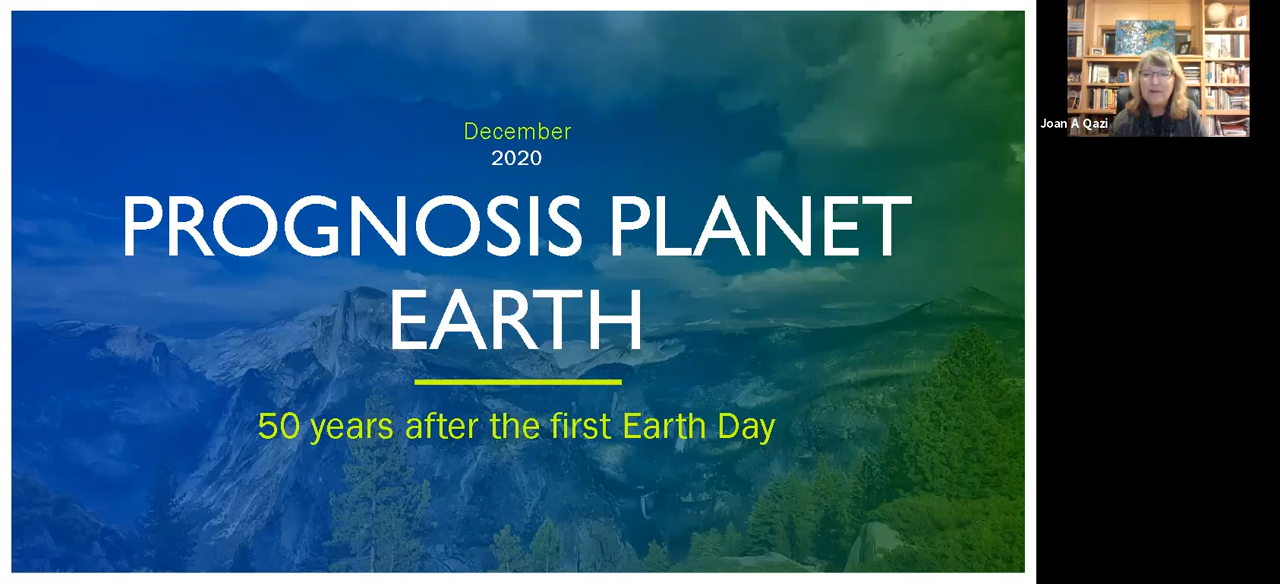 December
2020
PROGNOSIS PLANET
EARTH
50 years after the first Earth Day
Joan A Qazi